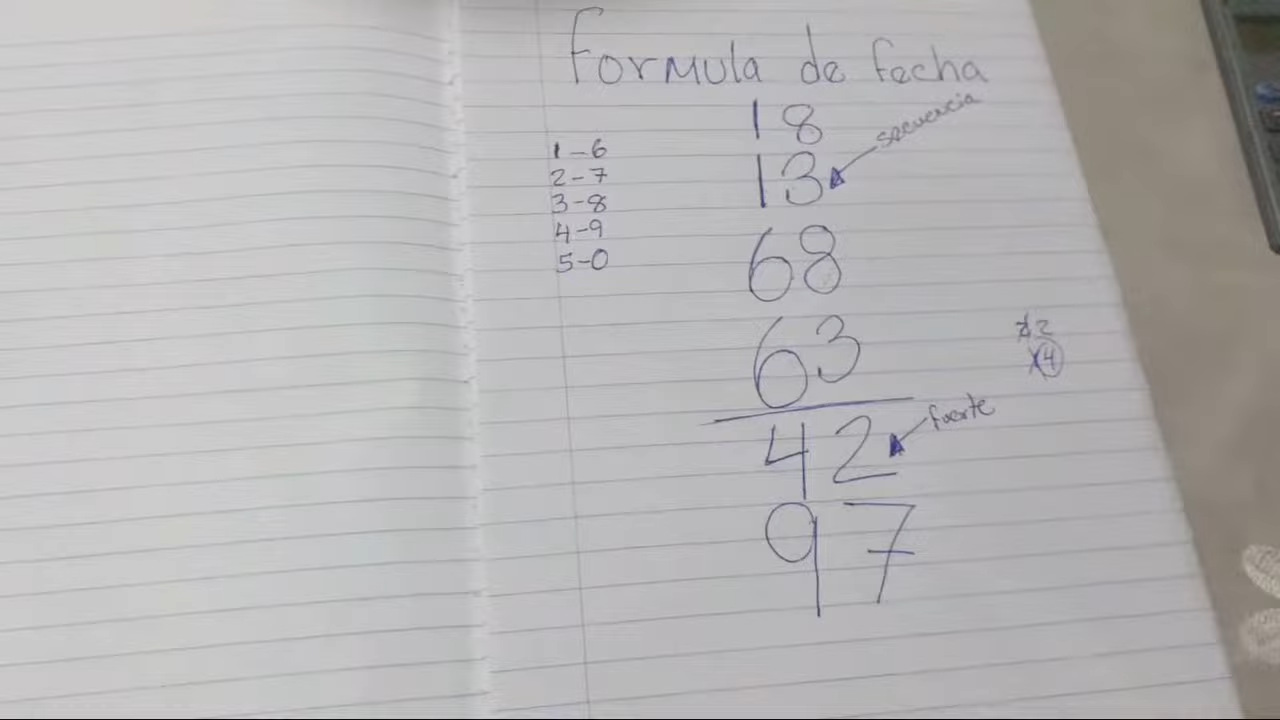 Formula de fecha
18
secuencia
13
1-6
2-7
3-8
4-9
5-0
68
63
x2
x4
fuerte
42
97